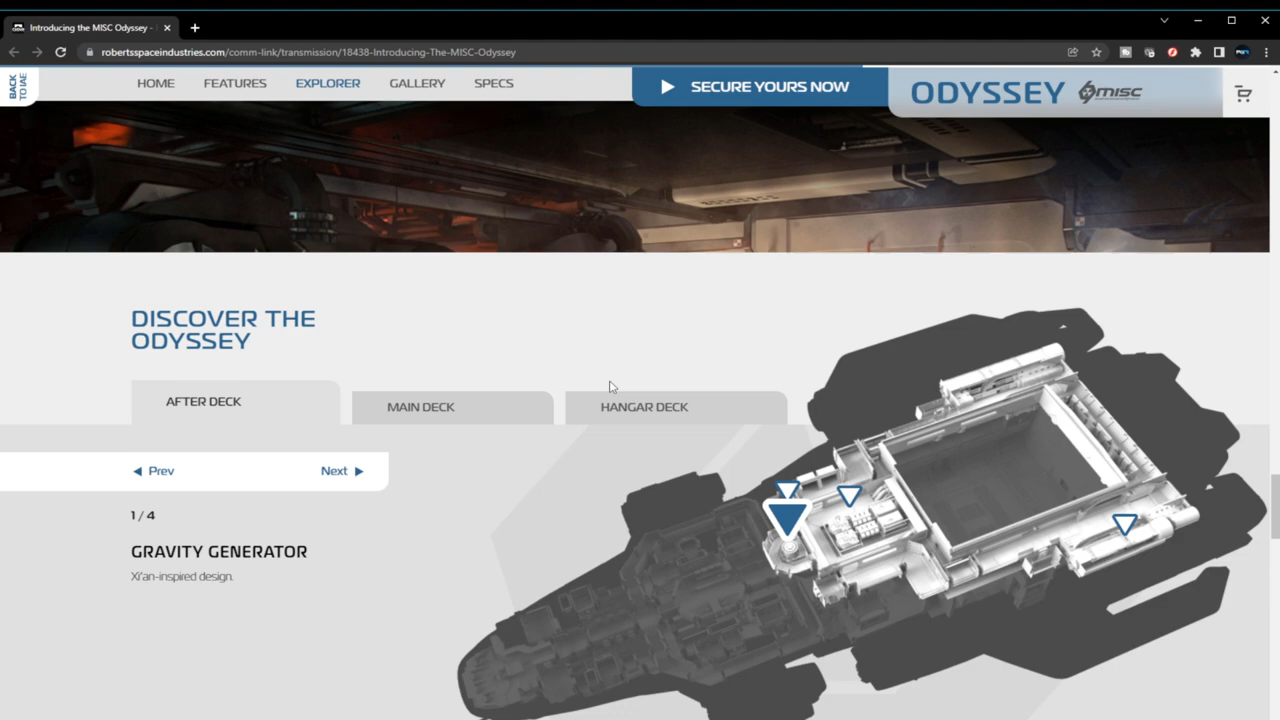 Introducing the MISC Odyssey -
robertsspaceindustries.com/comm-link/transmission/18438-Introducing-The-MISC-Odyssey
BACK
TO IAE
HOME
FEATURES
EXPLORER
GALLERY
SPECS
SECURE YOURS NOW
ODYSSEY
MISC
DISCOVER THE
ODYSSEY
AFTER DECK
MAIN DECK
HANGAR DECK
Prev
Next
1 / 4
GRAVITY GENERATOR
Xi'an-inspired design.